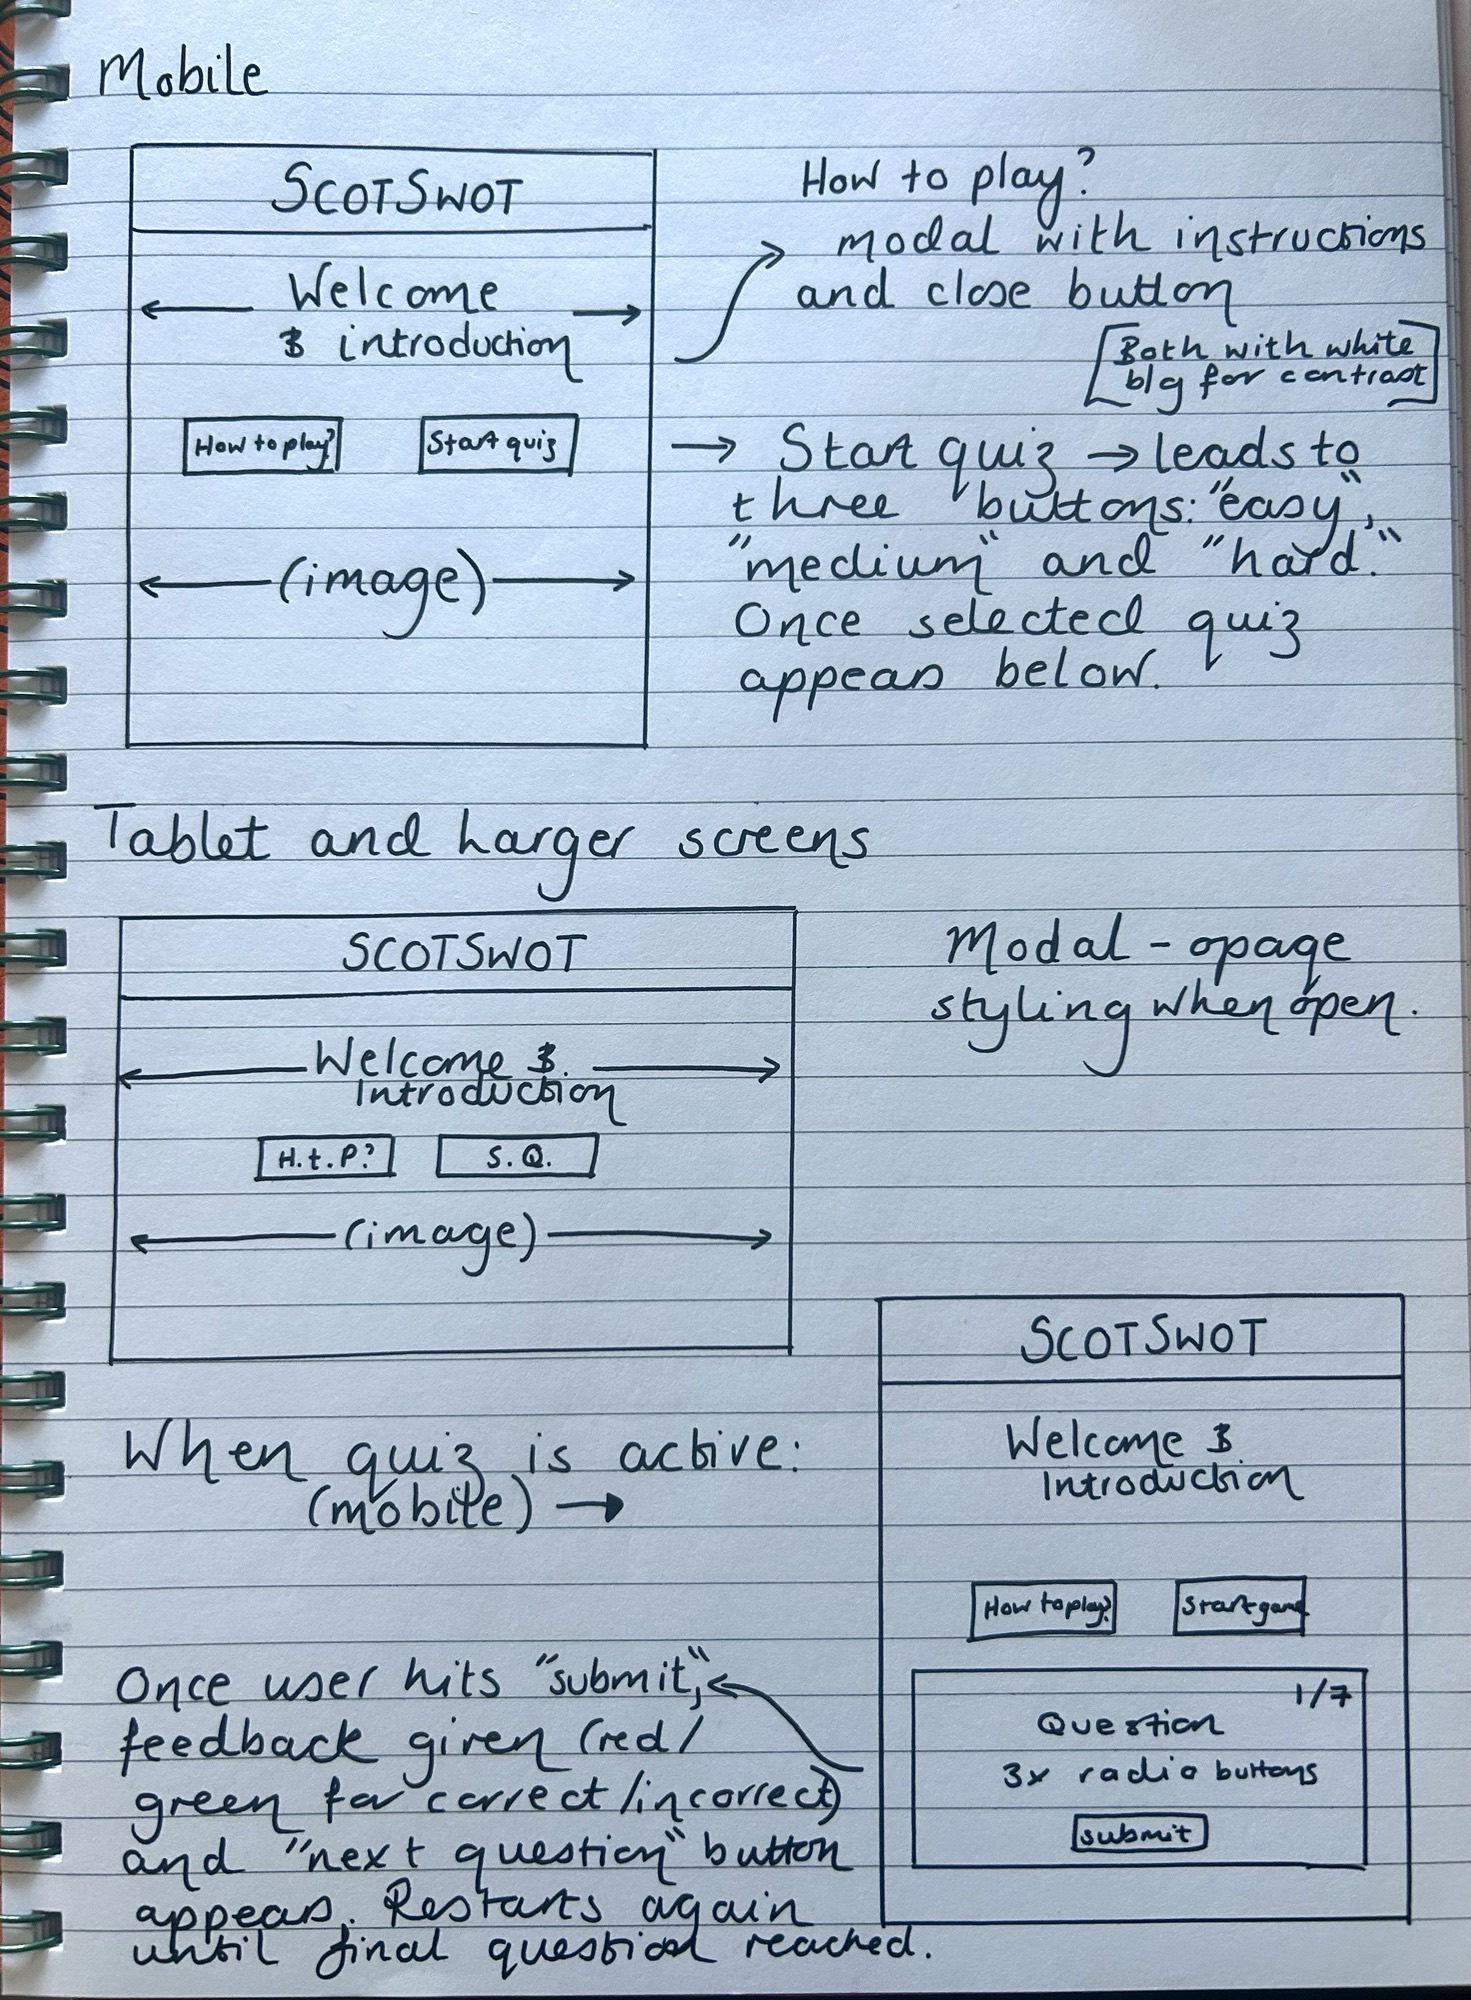 Mobile
SCOTSWOT
Welcome
& introduction
How to play?
Start quiz
(image)
How to play?
modal with instructions
and close button
[Both with white
b/g for contrast]
→ Start quiz → leads to
three buttons: "easy",
"medium" and "hard."
Once selected quiz
appears below.
Tablet and Larger screens
SCOTSWOT
Welcome &
Introduction
H.t.P?
S.Q.
(image)
Modal - opaqe
styling when open.
When quiz is active:
(mobile) →
SCOTSWOT
Welcome &
Introduction
How to play?
Start game
1/7
Question
3x radio buttons
submit
Once user hits "submit",
feedback given (red/
green for correct/incorrect)
and "next question" button
appears. Restarts again
until final question reached.